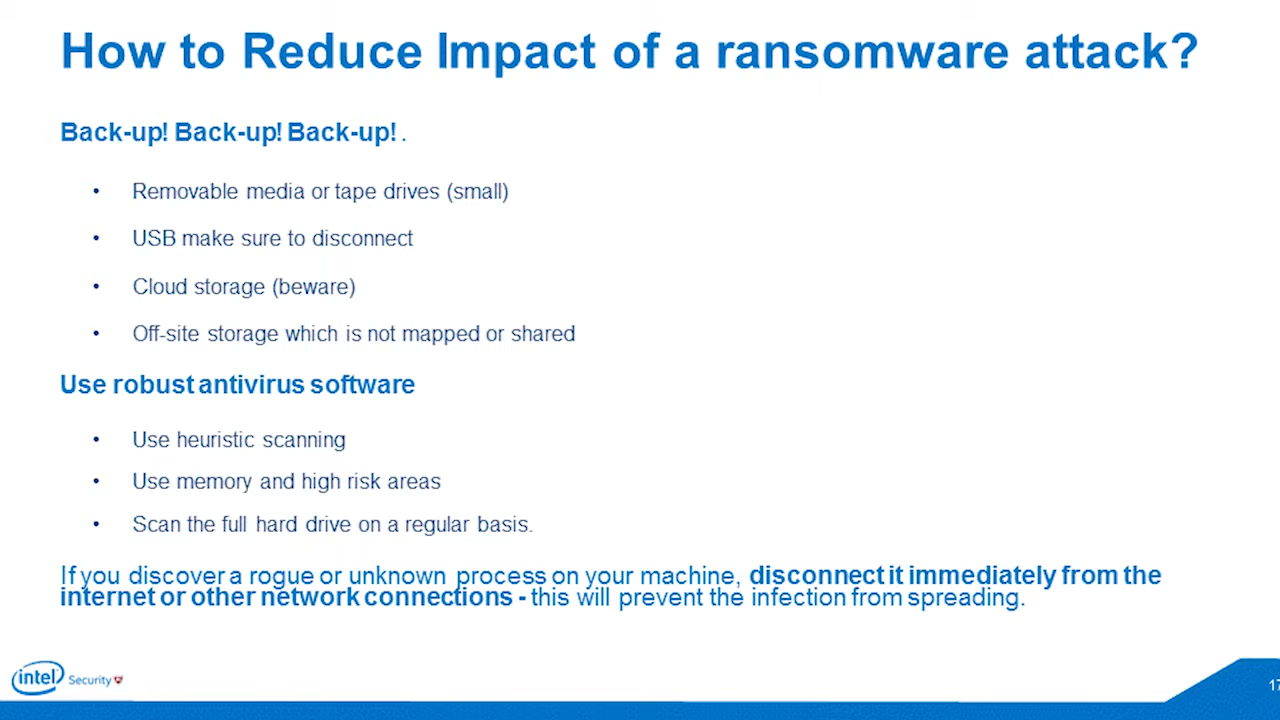 How to Reduce Impact of a ransomware attack?
Back-up! Back-up! Back-up! .
• Removable media or tape drives (small)
• USB make sure to disconnect
• Cloud storage (beware)
• Off-site storage which is not mapped or shared
Use robust antivirus software
• Use heuristic scanning
• Use memory and high risk areas
• Scan the full hard drive on a regular basis.
If you discover a rogue or unknown process on your machine, disconnect it immediately from the
internet or other network connections - this will prevent the infection from spreading.
intel Security
17